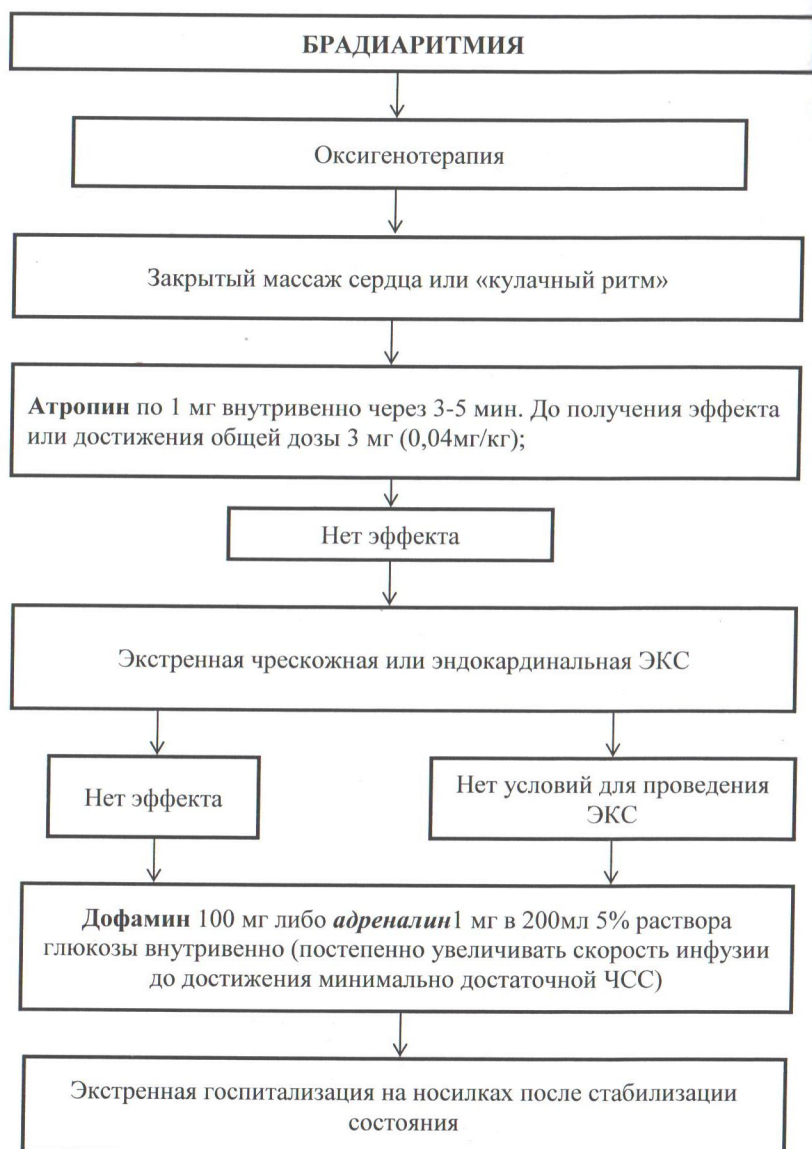 БРАДИАРИТМИЯ
Оксигенотерапия
Закрытый массаж сердца или «кулачный ритм»
Атропин по 1 мг внутривенно через 3-5 мин. До получения эффекта
или достижения общей дозы 3 мг (0,04мг/кг);
Нет эффекта
Экстренная чрескожная или эндокардинальная ЭКС
Нет эффекта
Нет условий для проведения
ЭКС
Дофамин 100 мг либо адреналин1 мг в 200мл 5% раствора
глюкозы внутривенно (постепенно увеличивать скорость инфузии
до достижения минимально достаточной ЧСС)
Экстренная госпитализация на носилках после стабилизации
состояния